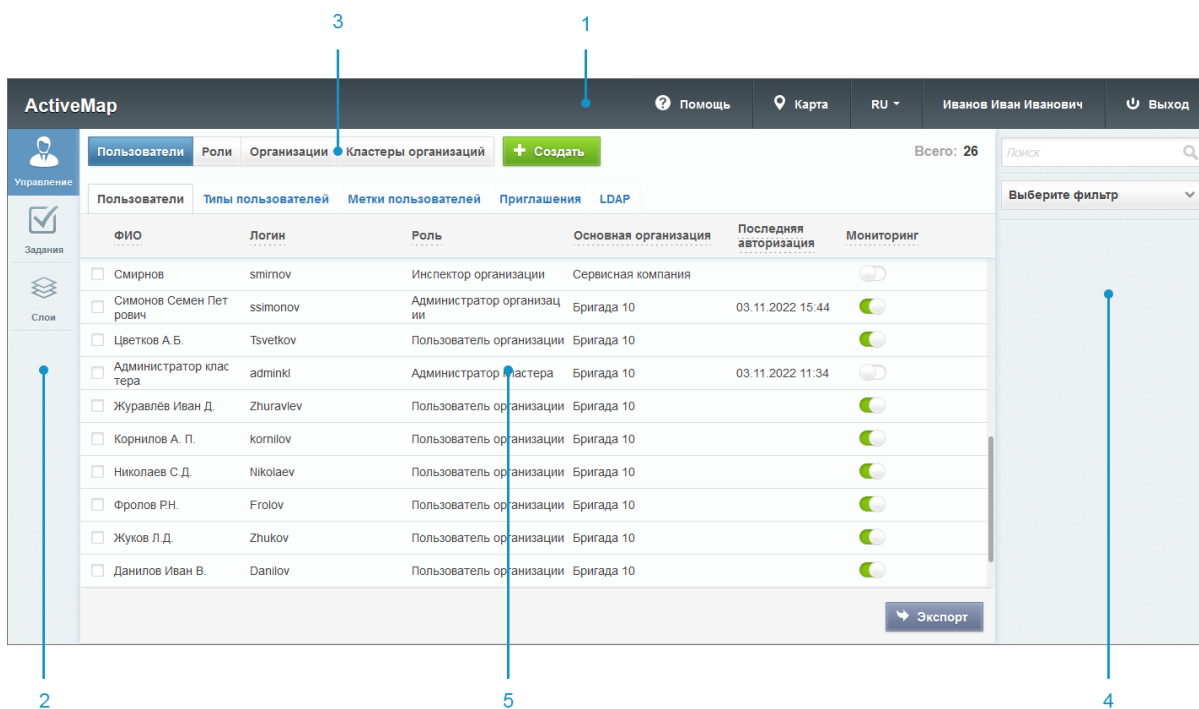 3 1
ActiveMap Помощь Карта RU Иванов Иван Иванович Выход
Управление
Задания
Слои
Пользователи Роли Организации Кластеры организаций + Создать Всего: 26
Поиск
Выберите фильтр
Пользователи Типы пользователей Метки пользователей Приглашения LDAP
ФИО Логин Роль Основная организация Последняя авторизация Мониторинг
Смирнов smirnov Инспектор организации Сервисная компания
Симонов Семен Пет ssimonov Администратор организац Бригада 10 03.11.2022 15:44
рович ии
Цветков А.Б. Tsvetkov Пользователь организации Бригада 10
Администратор клас adminkl Администратор кластера Бригада 10 03.11.2022 11:34
тера
Журавлёв Иван Д. Zhuravlev Пользователь организации Бригада 10
Корнилов А. П. kornilov Пользователь организации Бригада 10
Николаев С.Д. Nikolaev Пользователь организации Бригада 10
Фролов Р.Н. Frolov Пользователь организации Бригада 10
Жуков Л.Д. Zhukov Пользователь организации Бригада 10
Данилов Иван В. Danilov Пользователь организации Бригада 10
Экспорт
2 5 4